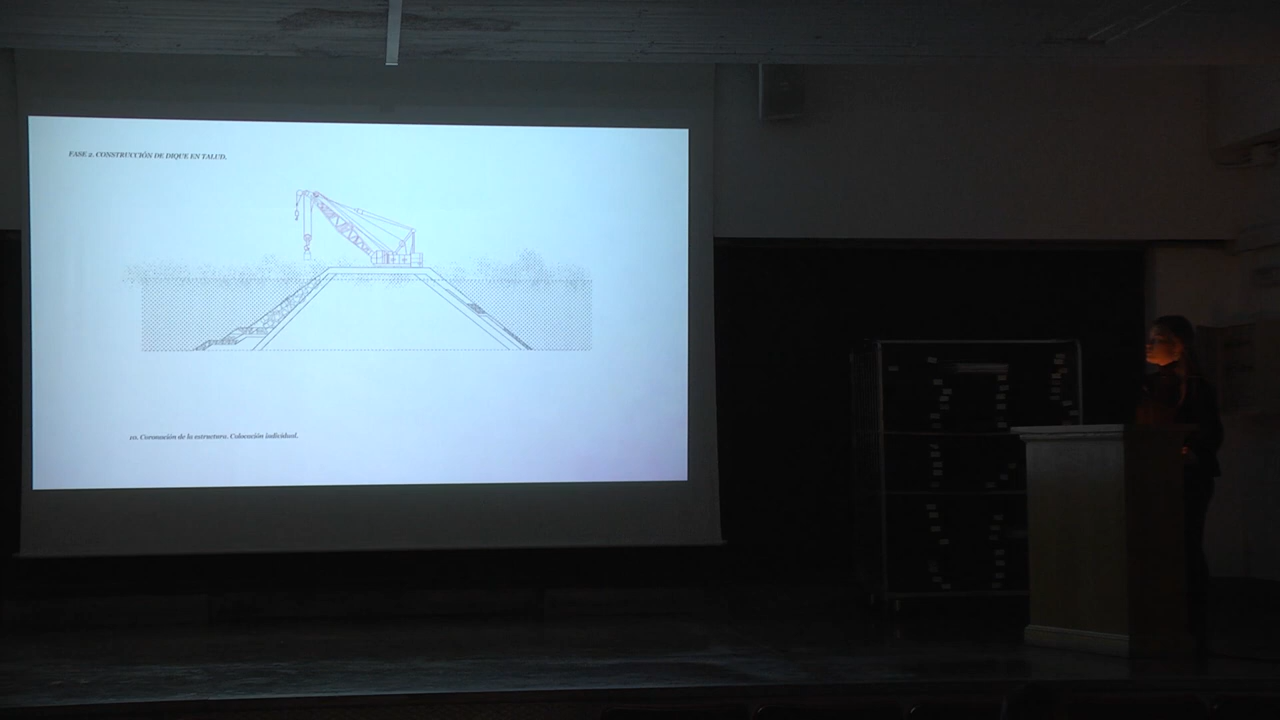 FASE 2. CONSTRUCCIÓN DE DIQUE EN TALUD.
10. Coronación de la estructura. Colocación individual.